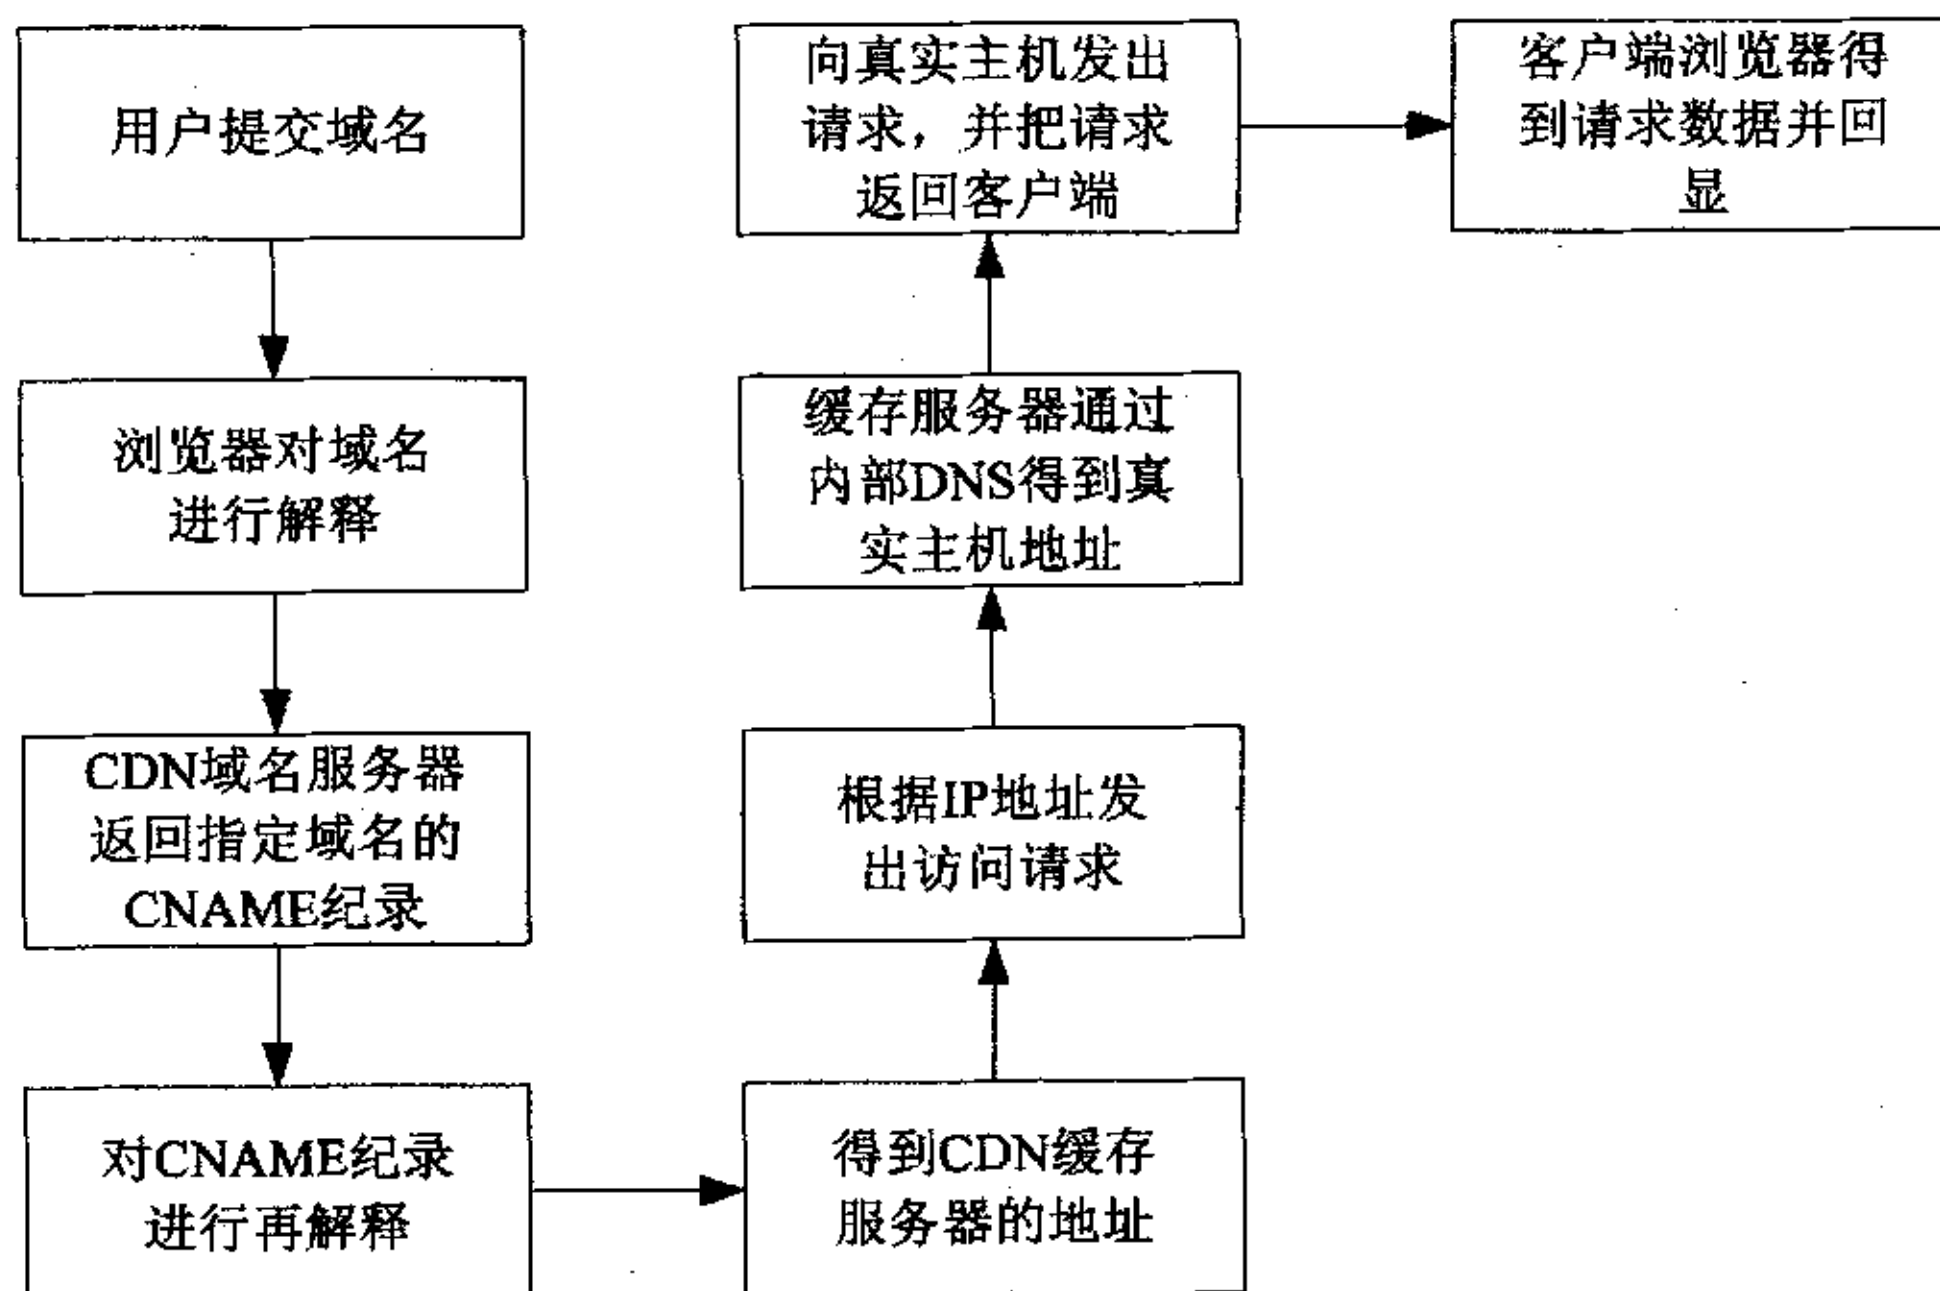 用户提交域名
浏览器对域名
进行解释
CDN域名服务器
返回指定域名的
CNAME纪录
对CNAME纪录
进行再解释
得到CDN缓存
服务器的地址
根据IP地址发
出访问请求
缓存服务器通过
内部DNS得到真
实主机地址
向真实主机发出
请求，并把请求
返回客户端
客户端浏览器得
到请求数据并回
显